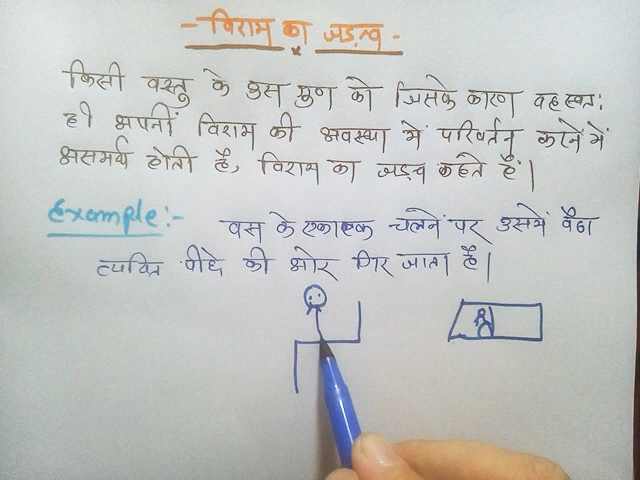 - विराम का जड़त्व -
किसी वस्तु के उस गुण को जिसके कारण वह स्वतः
ही अपनीं विराम की अवस्था में परिवर्तन करने में
असमर्थ होती है, विराम का जड़त्व कहते हैं।
Example:- वस के एकाएक चलने पर उसमें बैठा
व्यक्ति पीछे की ओर गिर जाता है।